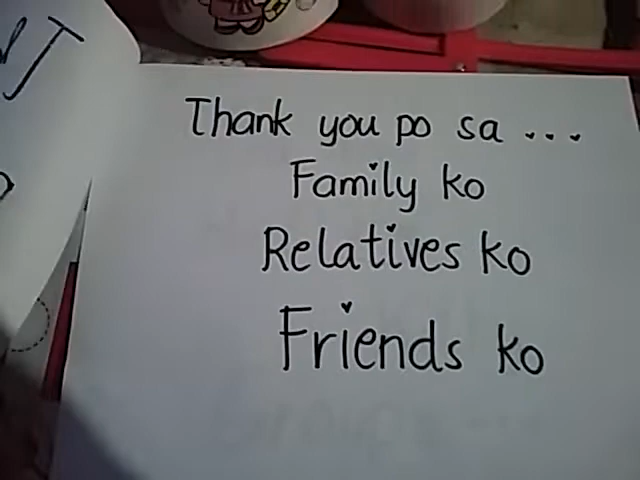 Thank you po sa...
Family ko
Relatives ko
Friends ko